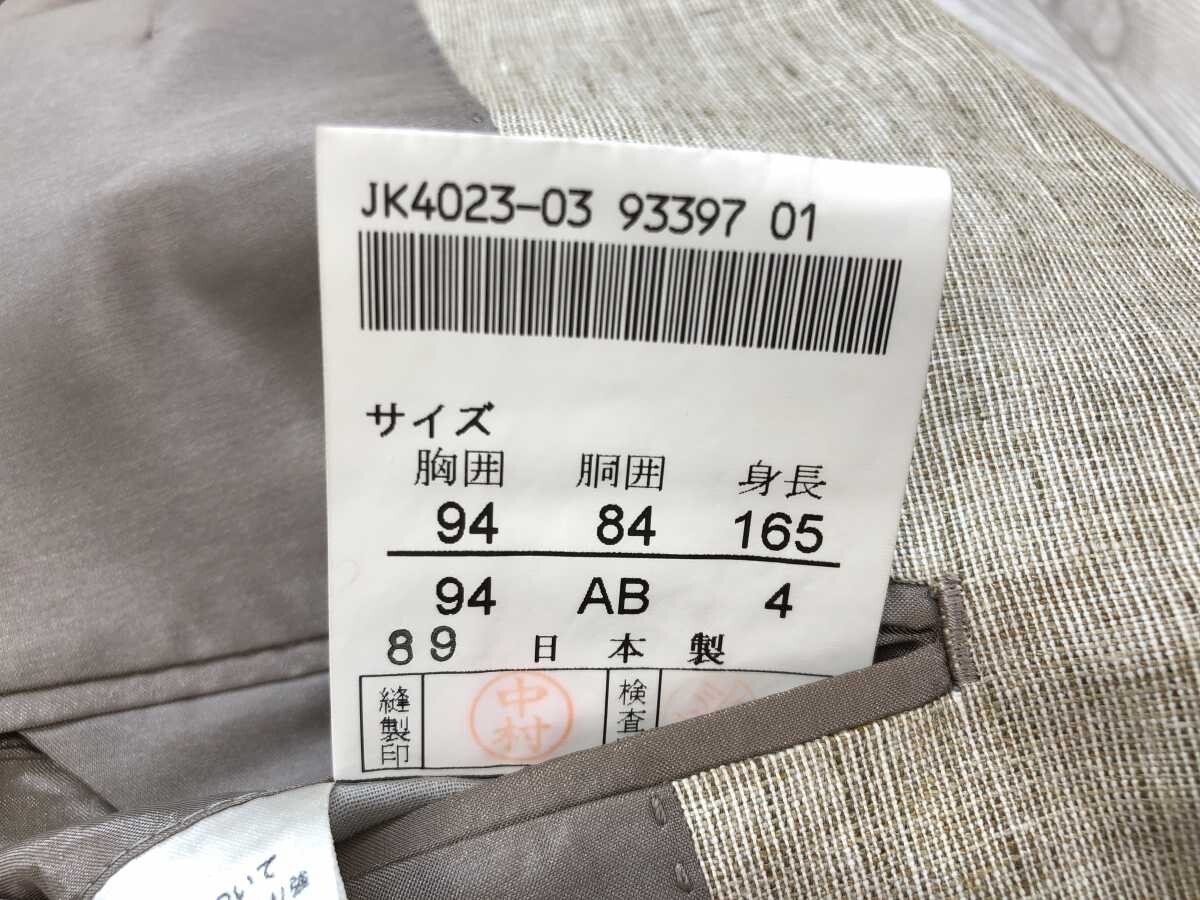 JK4023-03 93397 01
サイズ
胸囲 胴囲 身長
94 84 165
94 AB 4
89 日本製
縫製印 中村 検査